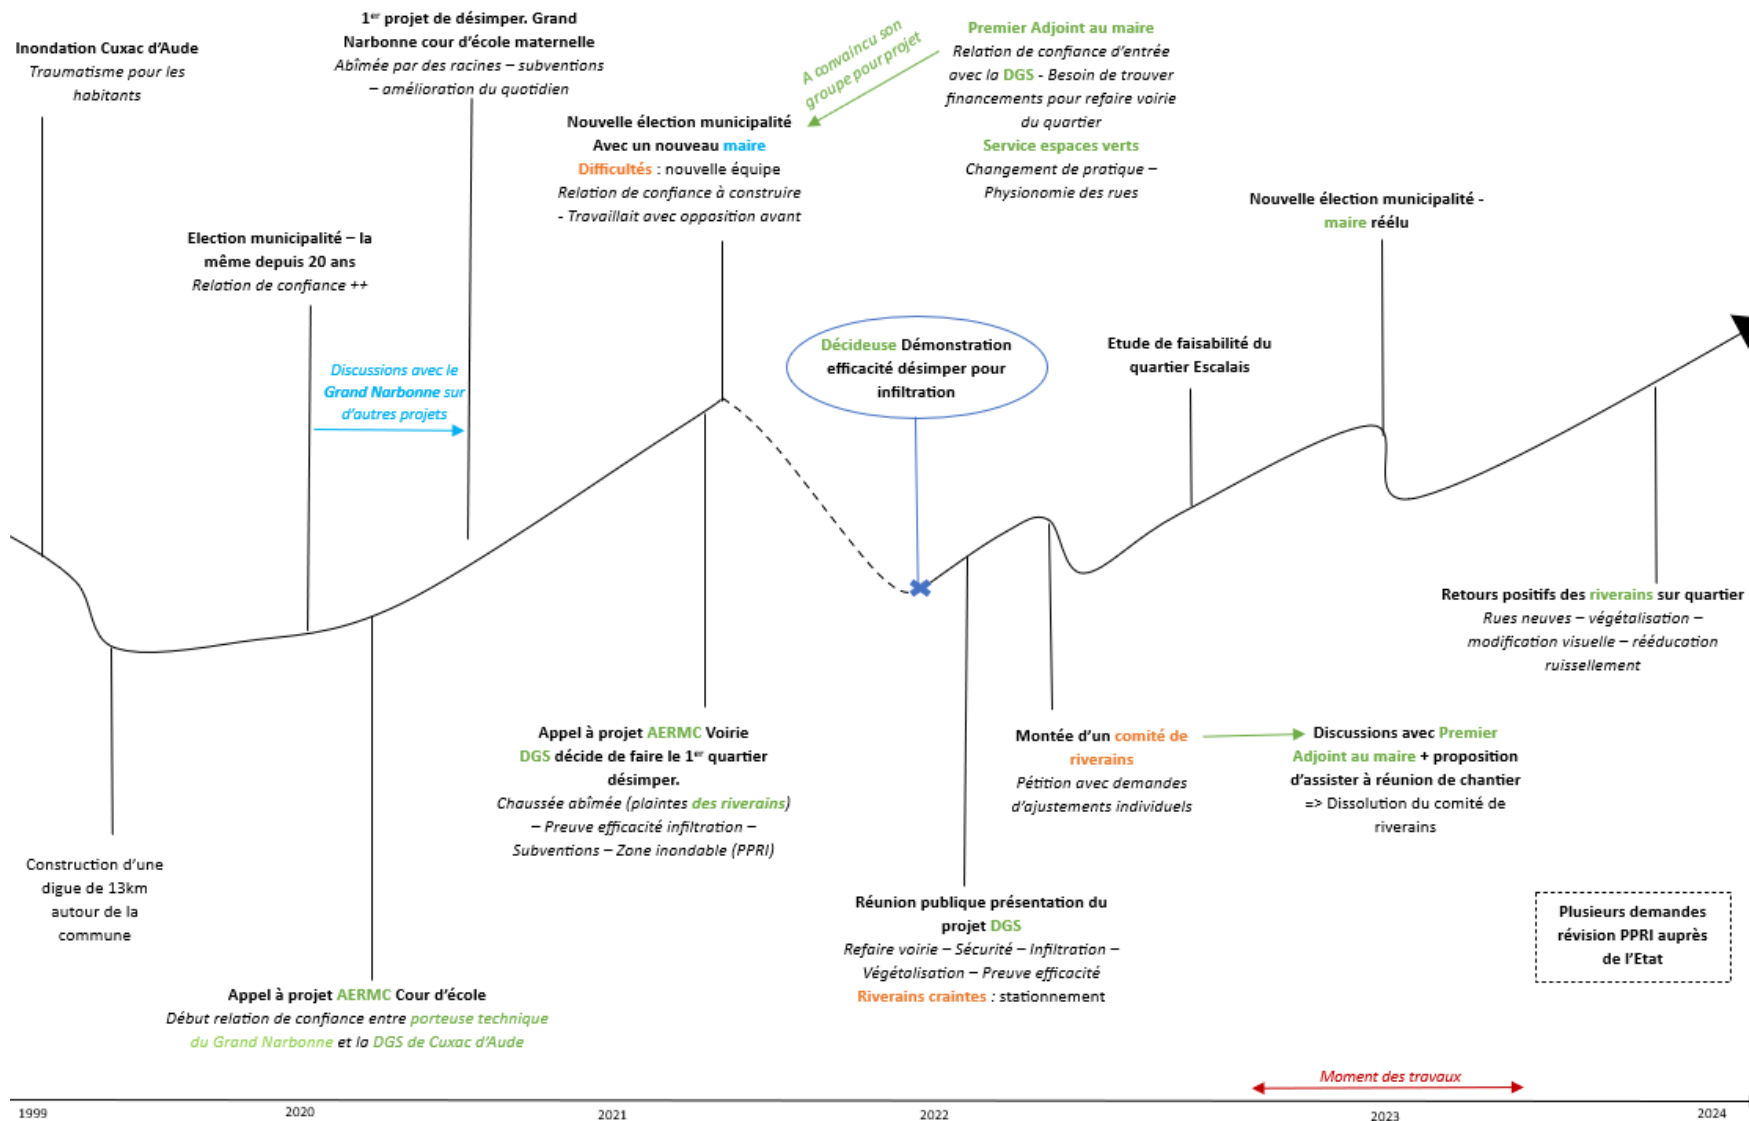 Inondation Cuxac d'Aude
Traumatisme pour les
habitants
1er projet de désimper. Grand
Narbonne cour d'école maternelle
Abîmée par des racines – subventions
– amélioration du quotidien
A convaincu son
groupe pour projet
Premier Adjoint au maire
Relation de confiance d'entrée
avec la DGS - Besoin de trouver
financements pour refaire voirie
du quartier
Service espaces verts
Changement de pratique –
Physionomie des rues
Nouvelle élection municipalité
Avec un nouveau maire
Difficultés : nouvelle équipe
Relation de confiance à construire
- Travaillait avec opposition avant
Nouvelle élection municipalité -
maire réélu
Election municipalité – la
même depuis 20 ans
Relation de confiance ++
Discussions avec le
Grand Narbonne sur
d'autres projets
Décideuse Démonstration
efficacité désimper pour
infiltration
Etude de faisabilité du
quartier Escalais
Retours positifs des riverains sur quartier
Rues neuves – végétalisation –
modification visuelle – rééducation
ruissellement
Appel à projet AERMC Voirie
DGS décide de faire le 1er quartier
désimper.
Chaussée abîmée (plaintes des riverains)
– Preuve efficacité infiltration –
Subventions – Zone inondable (PPRI)
Montée d'un comité de
riverains
Pétition avec demandes
d'ajustements individuels
Discussions avec Premier
Adjoint au maire + proposition
d'assister à réunion de chantier
=> Dissolution du comité de
riverains
Construction d'une
digue de 13km
autour de la
commune
Réunion publique présentation du
projet DGS
Refaire voirie – Sécurité – Infiltration –
Végétalisation – Preuve efficacité
Riverains craintes : stationnement
Plusieurs demandes
révision PPRI auprès
de l'Etat
Appel à projet AERMC Cour d'école
Début relation de confiance entre porteuse technique
du Grand Narbonne et la DGS de Cuxac d'Aude
Moment des travaux
1999
2020
2021
2022
2023
2024